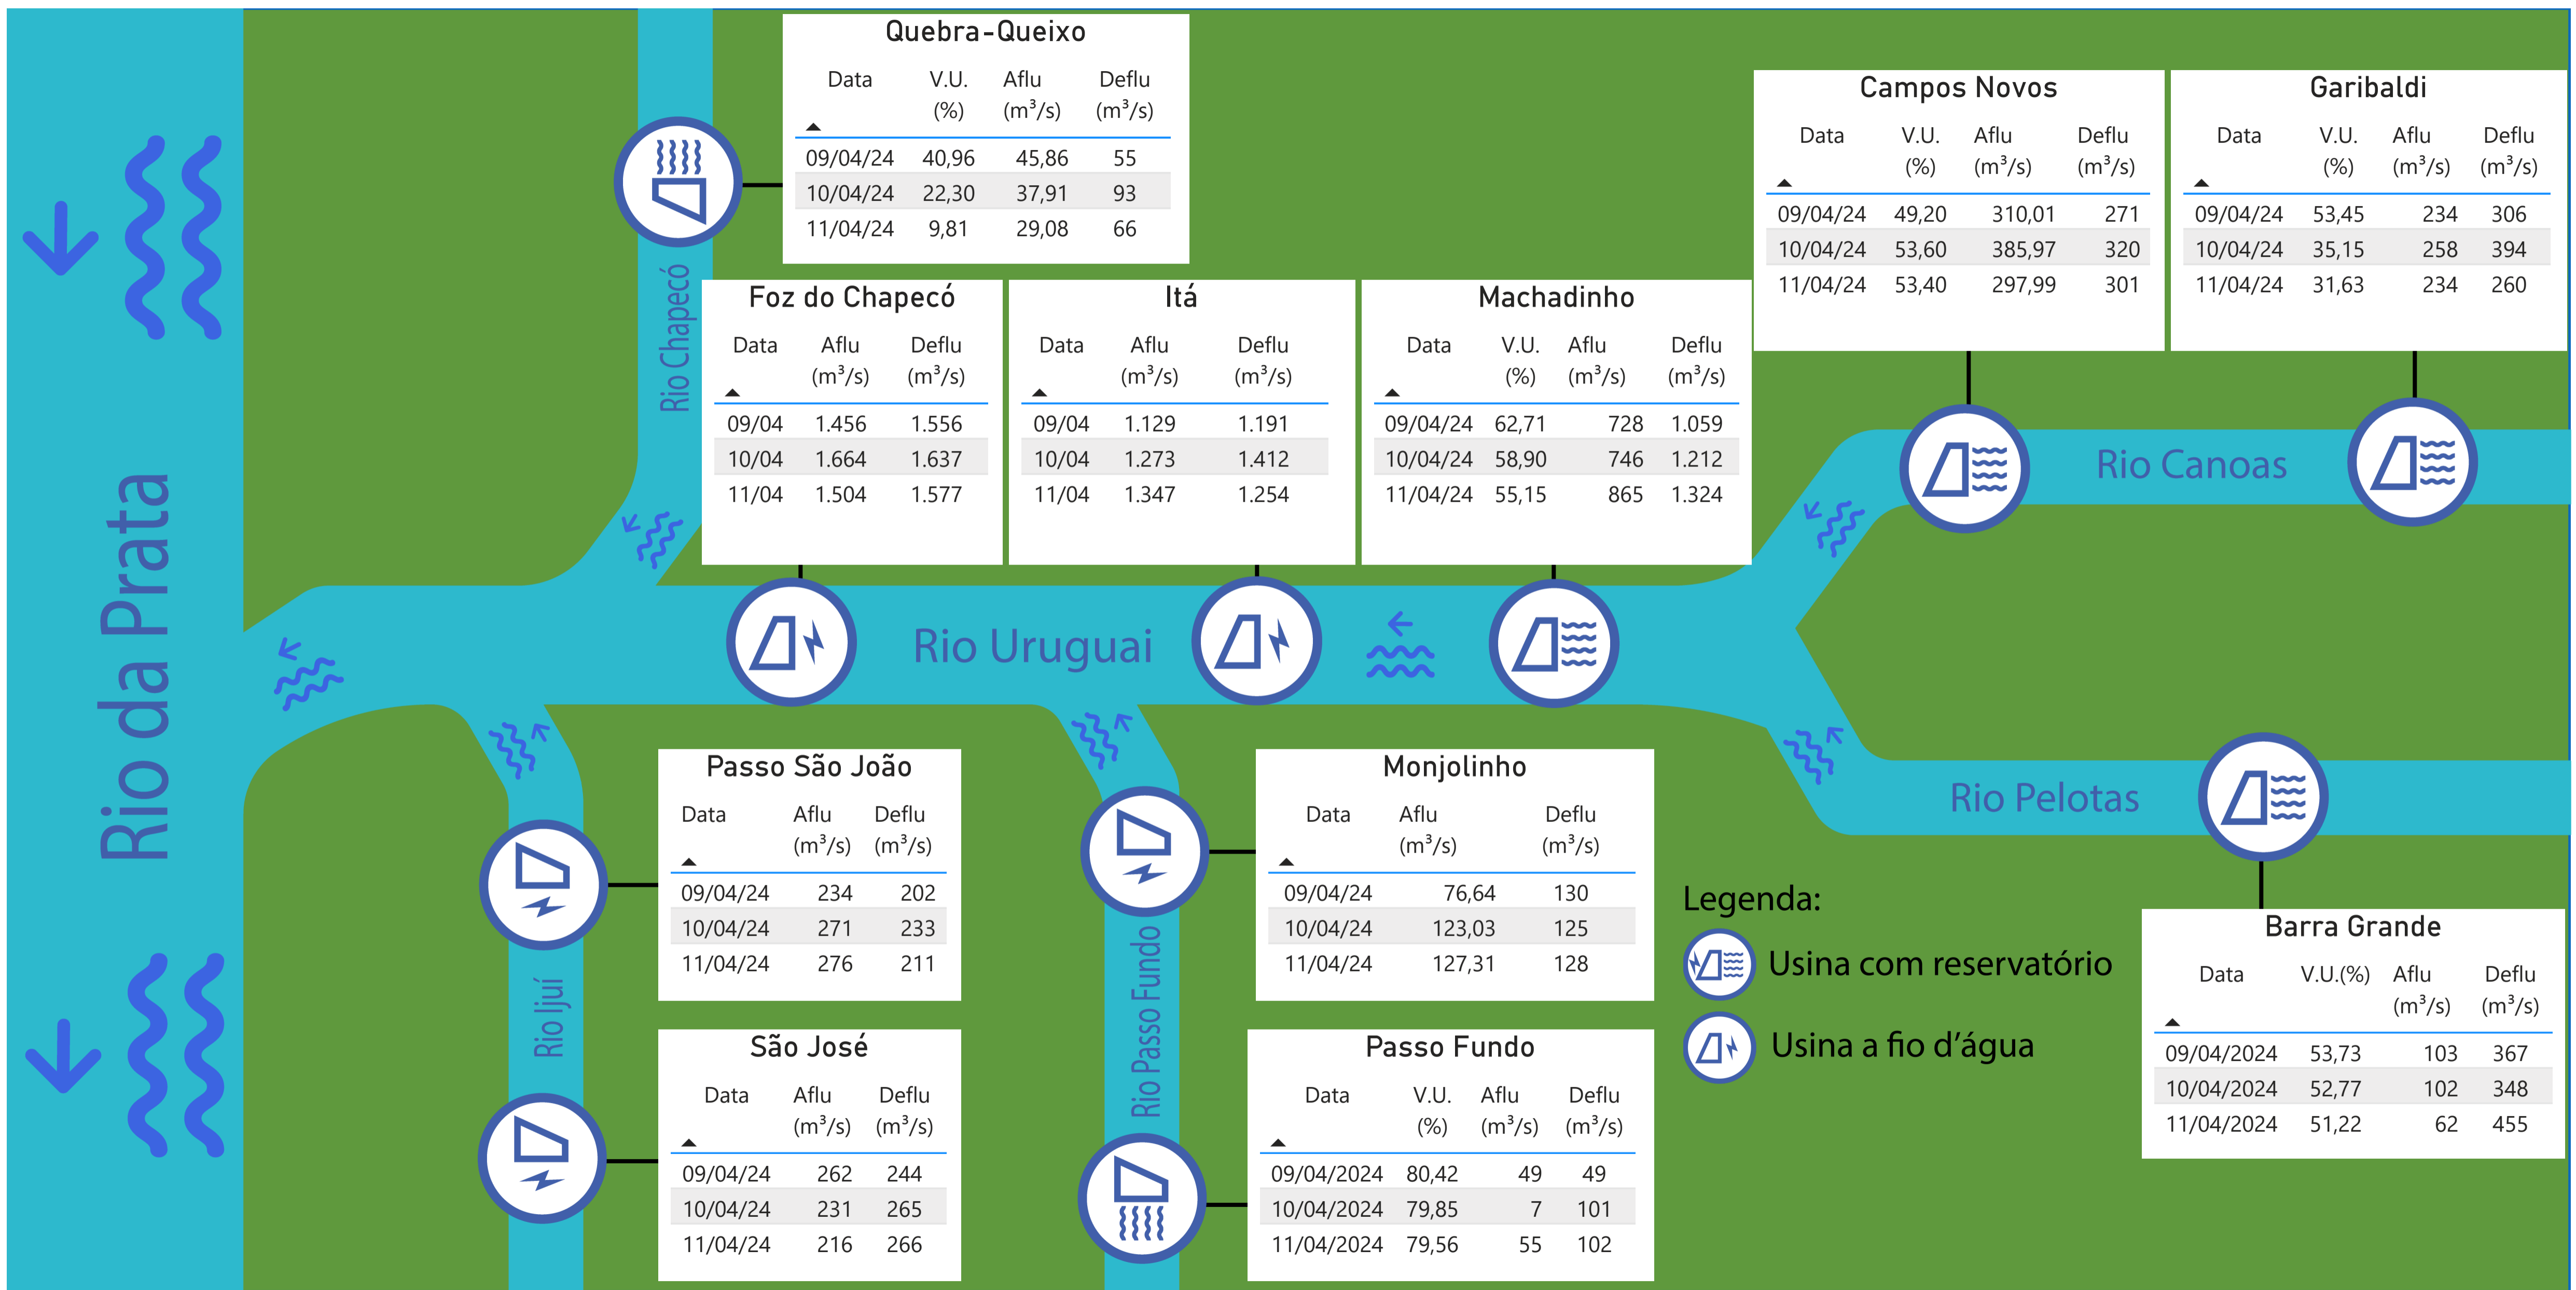 Quebra-Queixo
Data V.U. (%) Aflu (m³/s) Deflu (m³/s)
09/04/24 40,96 45,86 55
10/04/24 22,30 37,91 93
11/04/24 9,81 29,08 66
Campos Novos
Data V.U. (%) Aflu (m³/s) Deflu (m³/s)
09/04/24 49,20 310,01 271
10/04/24 53,60 385,97 320
11/04/24 53,40 297,99 301
Garibaldi
Data V.U. (%) Aflu (m³/s) Deflu (m³/s)
09/04/24 53,45 234 306
10/04/24 35,15 258 394
11/04/24 31,63 234 260
Rio Chapecó
Foz do Chapecó
Data Aflu (m³/s) Deflu (m³/s)
09/04 1.456 1.556
10/04 1.664 1.637
11/04 1.504 1.577
Itá
Data Aflu (m³/s) Deflu (m³/s)
09/04 1.129 1.191
10/04 1.273 1.412
11/04 1.347 1.254
Machadinho
Data V.U. (%) Aflu (m³/s) Deflu (m³/s)
09/04/24 62,71 728 1.059
10/04/24 58,90 746 1.212
11/04/24 55,15 865 1.324
Rio Canoas
Rio da Prata
Rio Uruguai
Rio Pelotas
Passo São João
Data Aflu (m³/s) Deflu (m³/s)
09/04/24 234 202
10/04/24 271 233
11/04/24 276 211
Monjolinho
Data Aflu (m³/s) Deflu (m³/s)
09/04/24 76,64 130
10/04/24 123,03 125
11/04/24 127,31 128
Legenda:
Usina com reservatório
Usina a fio d’água
Barra Grande
Data V.U.(%) Aflu (m³/s) Deflu (m³/s)
09/04/2024 53,73 103 367
10/04/2024 52,77 102 348
11/04/2024 51,22 62 455
Rio Ijuí
Rio Passo Fundo
São José
Data Aflu (m³/s) Deflu (m³/s)
09/04/24 262 244
10/04/24 231 265
11/04/24 216 266
Passo Fundo
Data V.U. (%) Aflu (m³/s) Deflu (m³/s)
09/04/2024 80,42 49 49
10/04/2024 79,85 7 101
11/04/2024 79,56 55 102